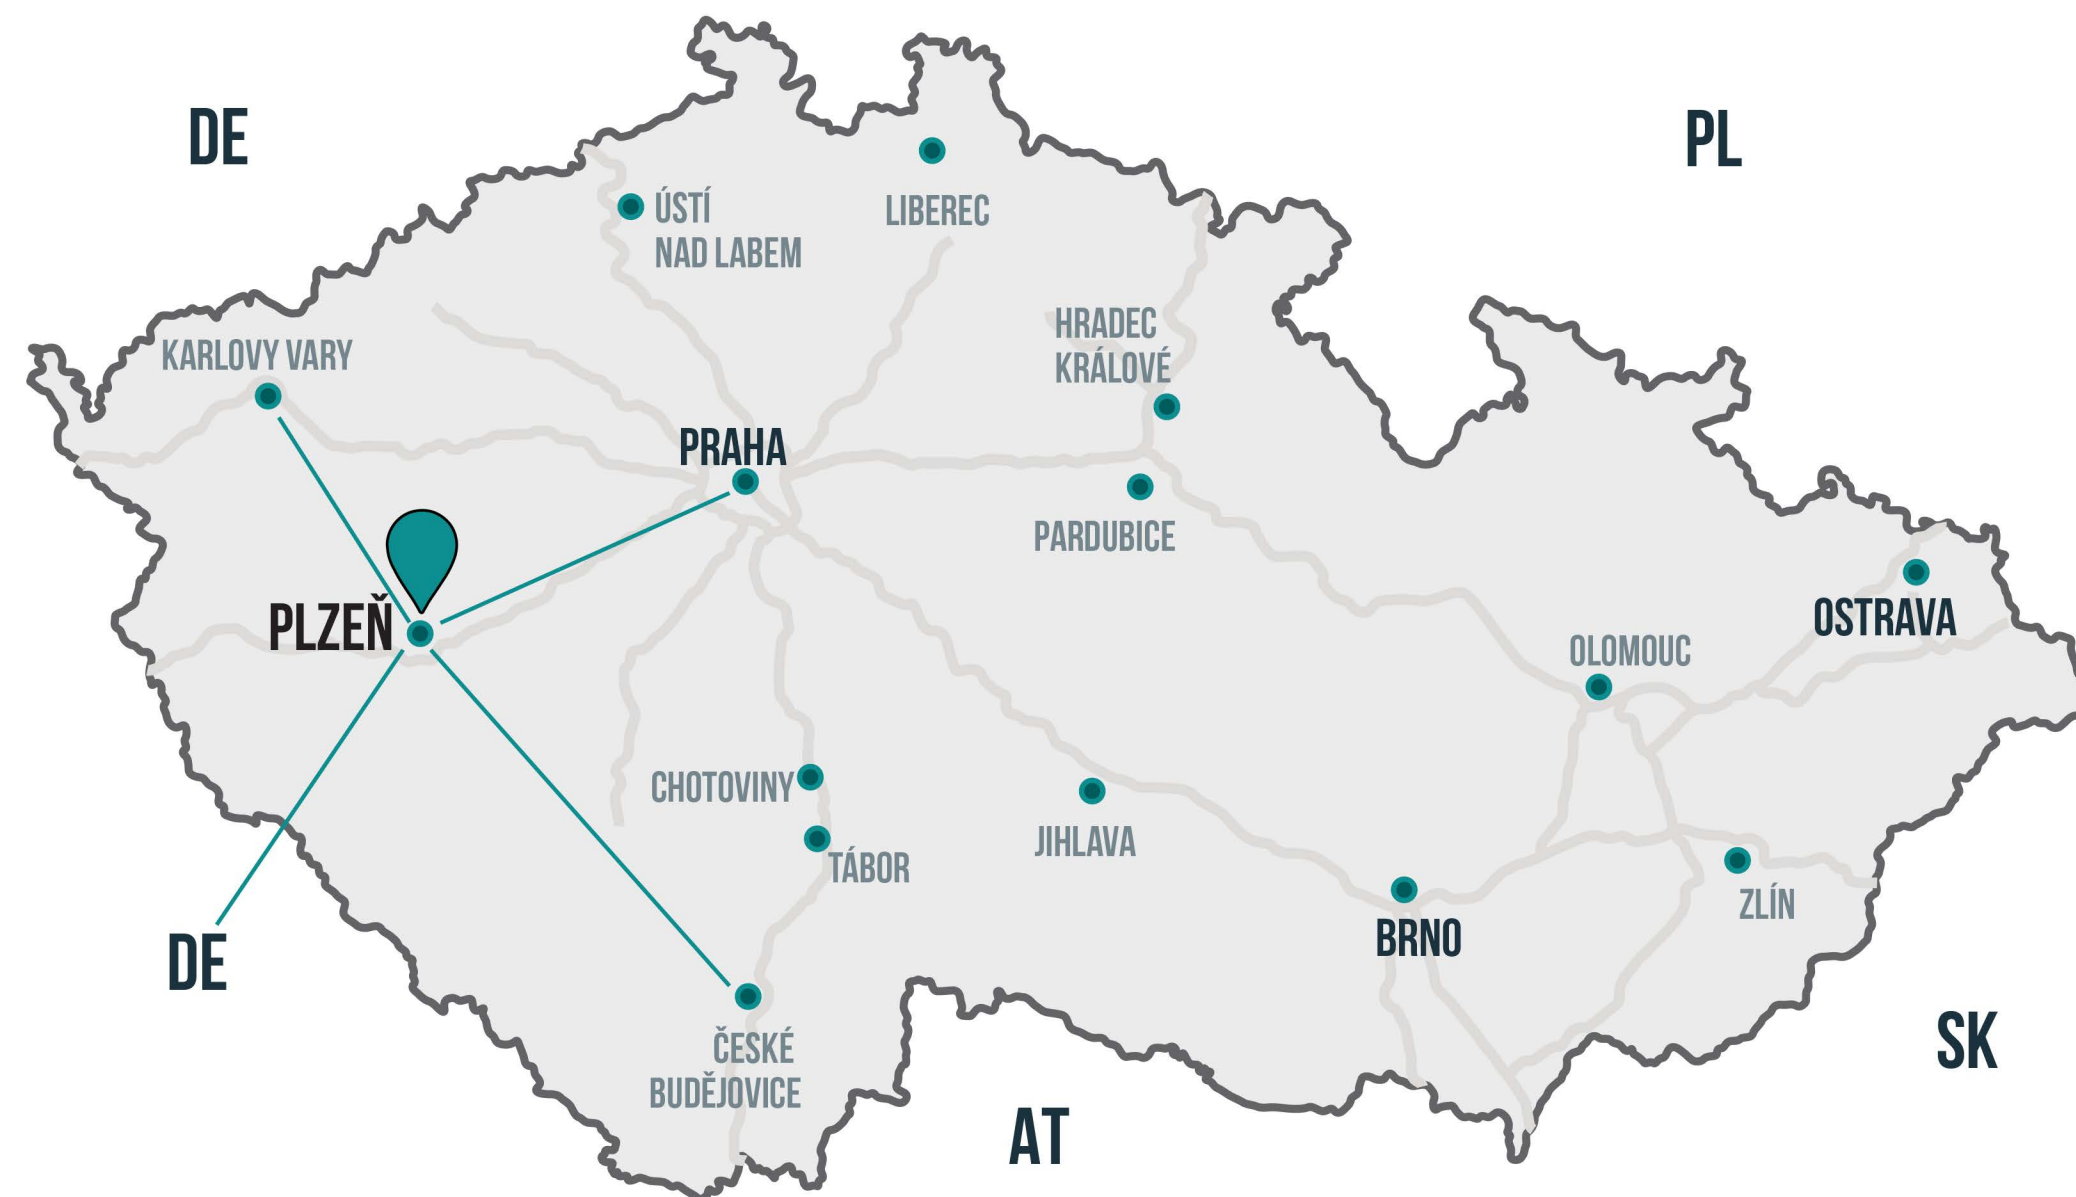 DE
PL
ÚSTÍ
NAD LABEM
LIBEREC
HRADEC
KRÁLOVÉ
KARLOVY VARY
PRAHA
PARDUBICE
PLZEŇ
OSTRAVA
OLOMOUC
CHOTOVINY
TÁBOR
JIHLAVA
ZLÍN
BRNO
DE
ČESKÉ
BUDĚJOVICE
SK
AT